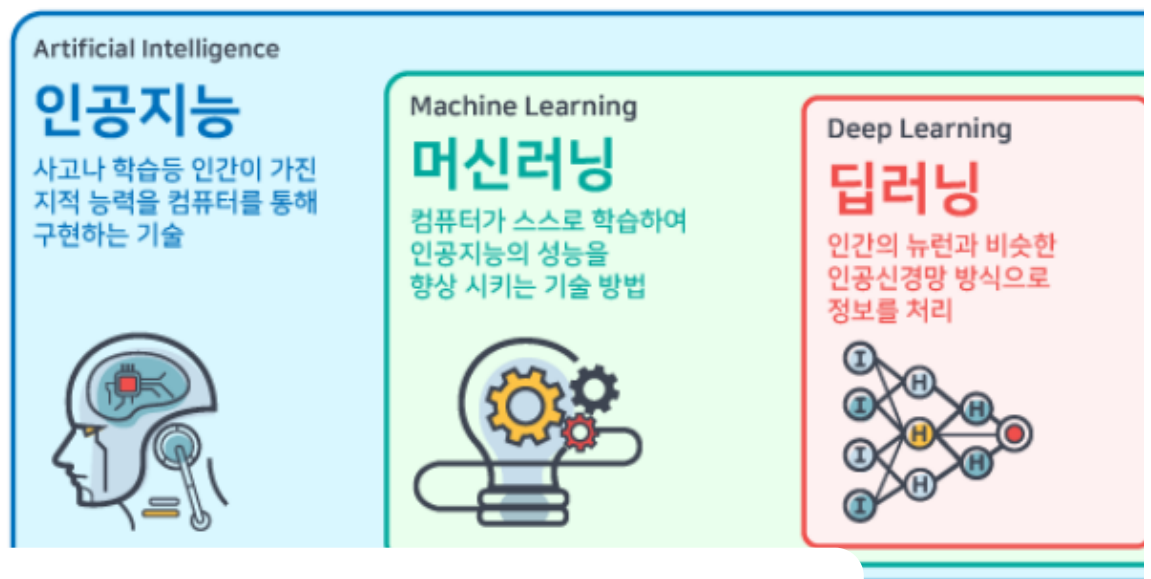 Artificial Intelligence
인공지능
사고나 학습등 인간이 가진
지적 능력을 컴퓨터를 통해
구현하는 기술
Machine Learning
머신러닝
컴퓨터가 스스로 학습하여
인공지능의 성능을
향상 시키는 기술 방법
Deep Learning
딥러닝
인간의 뉴런과 비슷한
인공신경망 방식으로
정보를 처리
I
H
I
H
H
I
H
H
I